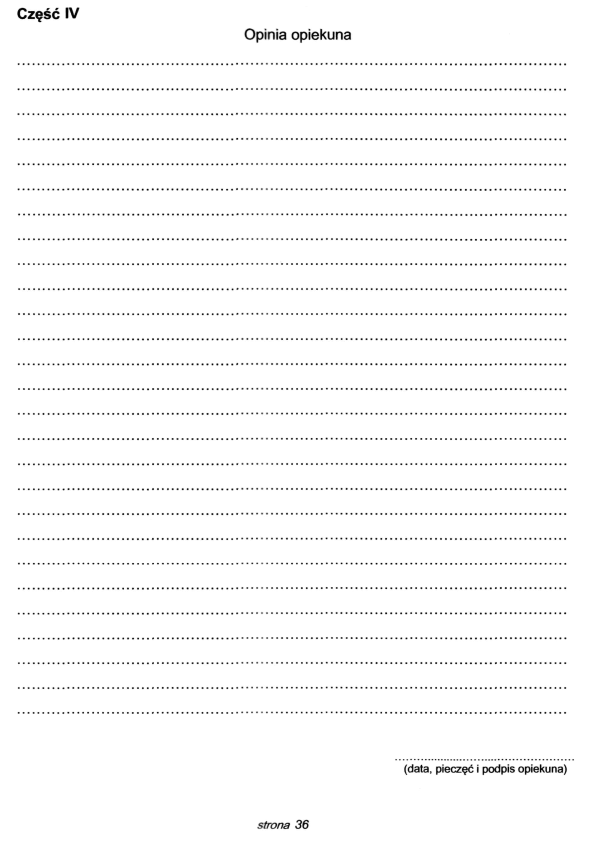 Część IV
Opinia opiekuna
(data, pieczęć i podpis opiekuna)
strona 36